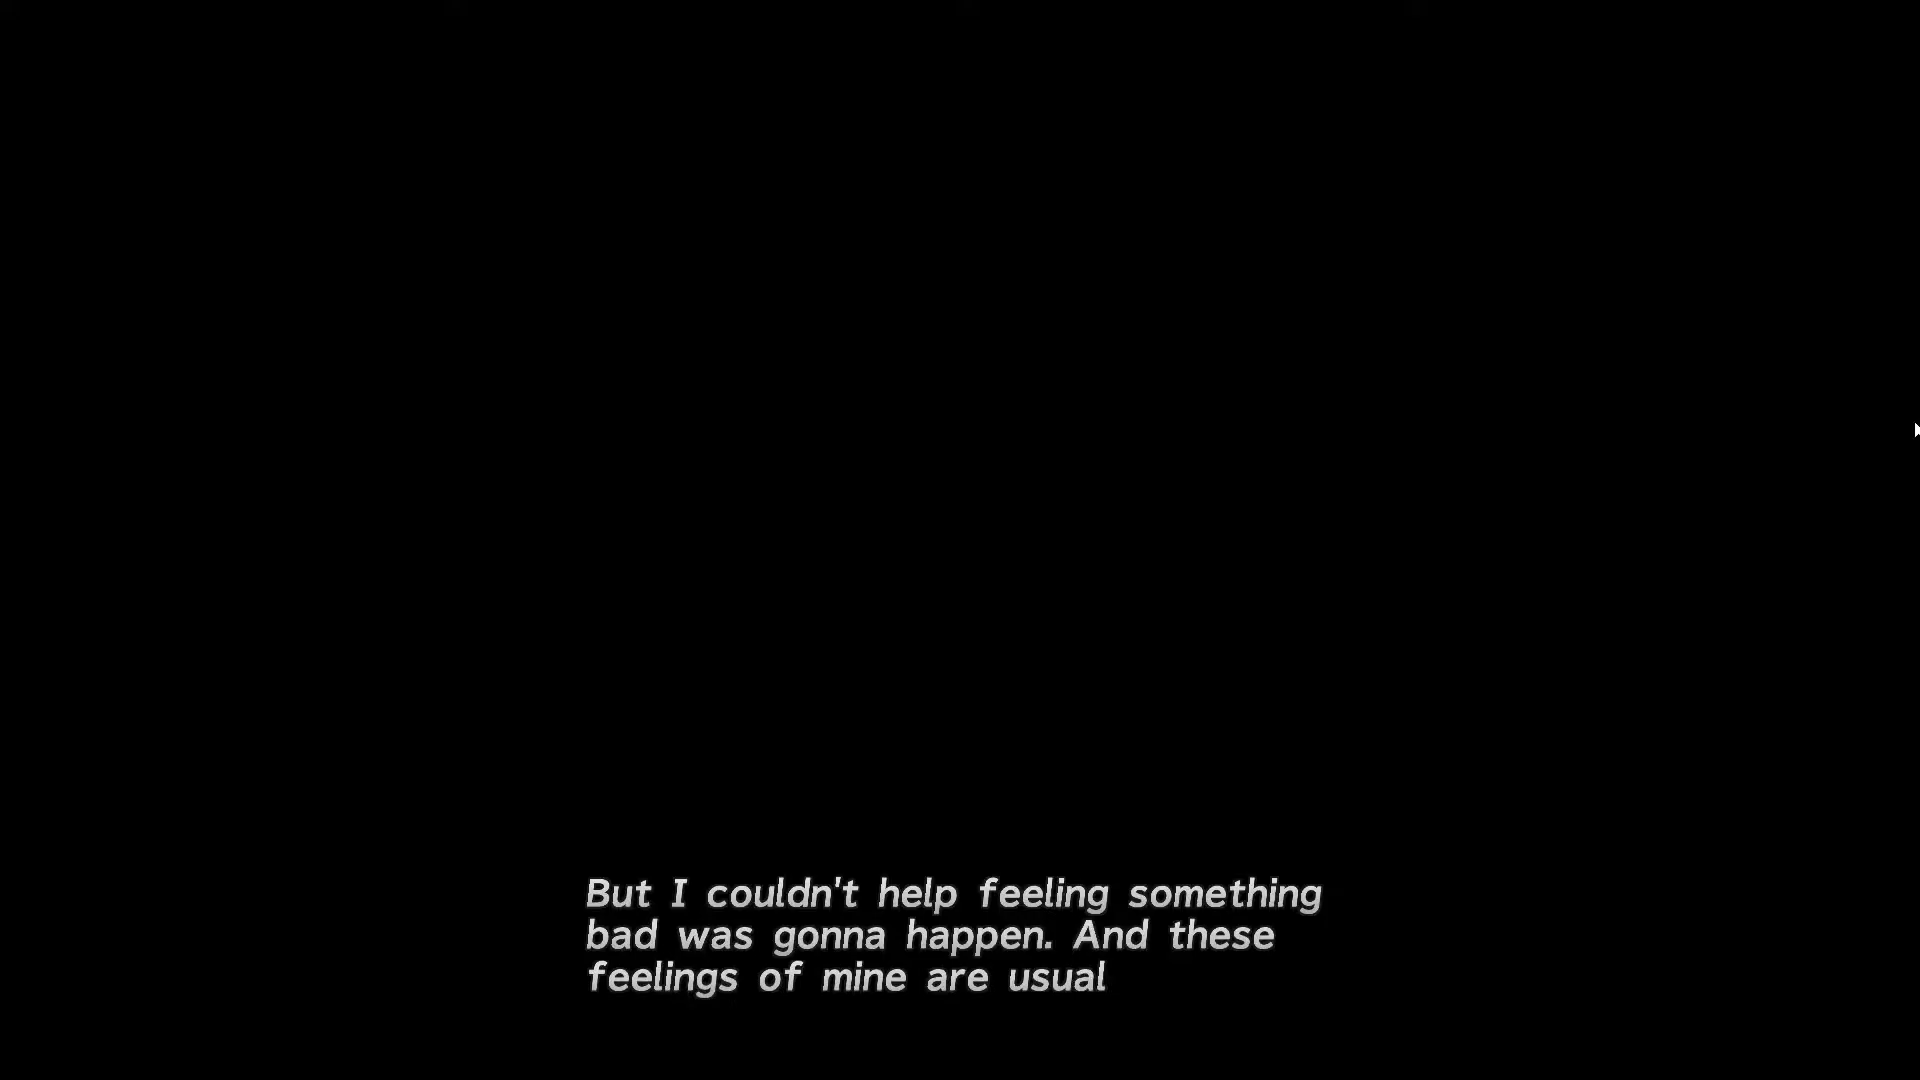 But I couldn't help feeling something
bad was gonna happen. And these
feelings of mine are usual